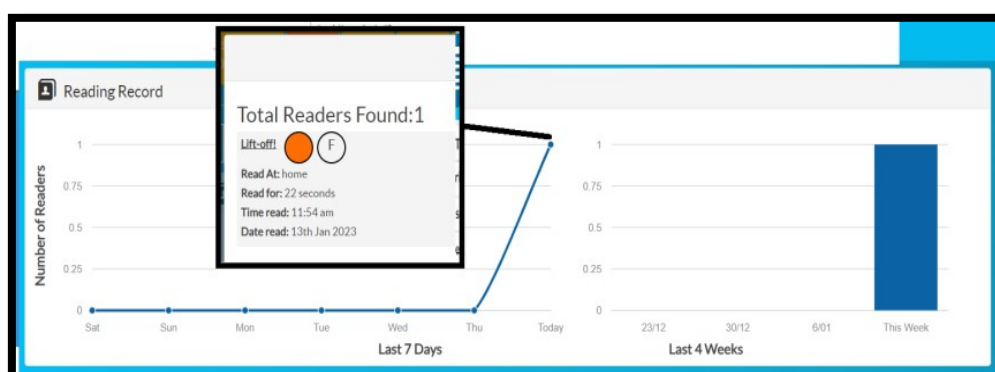 Reading Record
Total Readers Found:1
Lift-off! F
Read At: home
Read for: 22 seconds
Time read: 11:54 am
Date read: 13th Jan 2023
Number of Readers
1
0.75
0.5
0.25
0
Sat Sun Mon Tue Wed Thu Today
Last 7 Days
1
0.75
0.5
0.25
0
23/12 30/12 6/01 This Week
Last 4 Weeks